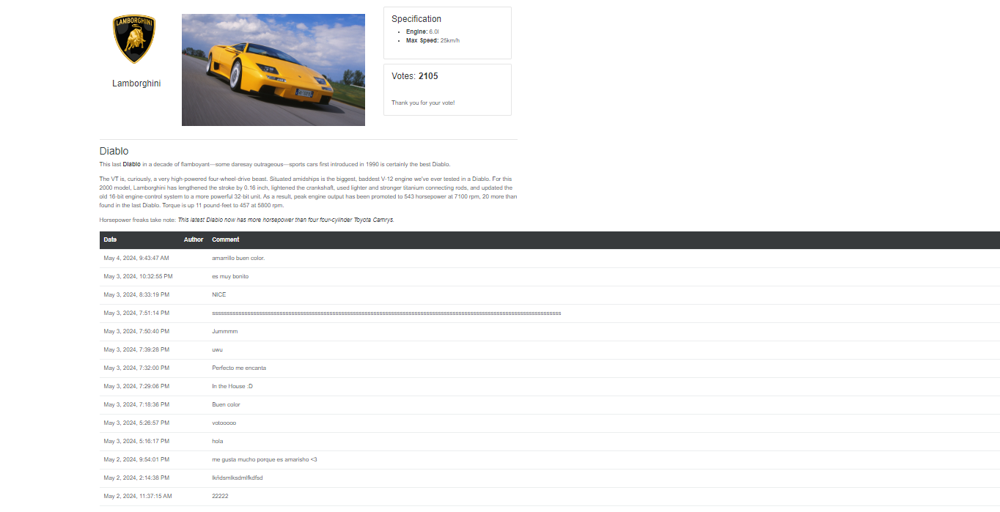 LAMBORGHINI
Lamborghini
Specification
Engine: 6.0l
Max Speed: 25km/h
Votes: 2105
Thank you for your vote!
Diablo
This last Diablo in a decade of flamboyant—some daresay outrageous—sports cars first introduced in 1990 is certainly the best Diablo.
The VT is, curiously, a very high-powered four-wheel-drive beast. Situated amidships is the biggest, baddest V-12 engine we've ever tested in a Diablo. For this
2000 model, Lamborghini has lengthened the stroke by 0.16 inch, lightened the crankshaft, used lighter and stronger titanium connecting rods, and updated the
old 16-bit engine-control system to a more powerful 32-bit unit. As a result, peak engine output has been promoted to 543 horsepower at 7100 rpm, 20 more than
found in the last Diablo. Torque is up 11 pound-feet to 457 at 5800 rpm.
Horsepower freaks take note: This latest Diablo now has more horsepower than four four-cylinder Toyota Camrys.
Date Author Comment
May 4, 2024, 9:43:47 AM amarrillo buen color.
May 3, 2024, 10:32:55 PM es muy bonito
May 3, 2024, 8:33:19 PM NICE
May 3, 2024, 7:51:14 PM
May 3, 2024, 7:50:40 PM Jummmm
May 3, 2024, 7:39:28 PM uwu
May 3, 2024, 7:32:00 PM Perfecto me encanta
May 3, 2024, 7:29:06 PM In the House :D
May 3, 2024, 7:18:36 PM Buen color
May 3, 2024, 5:26:57 PM votooooo
May 3, 2024, 5:16:17 PM hola
May 2, 2024, 9:54:01 PM me gusta mucho porque es amarisho <3
May 2, 2024, 2:14:38 PM lkñdsmlksdmlfkdfsd
May 2, 2024, 11:37:15 AM 22222